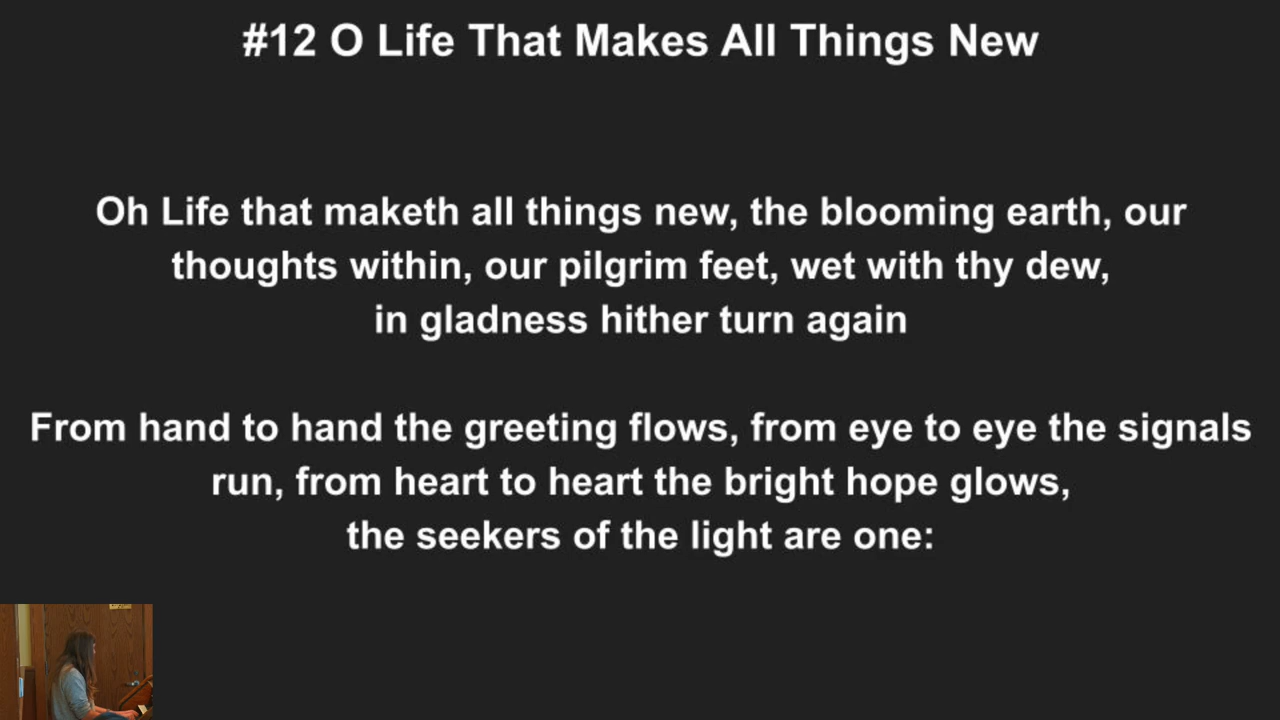 #12 O Life That Makes All Things New
Oh Life that maketh all things new, the blooming earth, our
thoughts within, our pilgrim feet, wet with thy dew,
in gladness hither turn again
From hand to hand the greeting flows, from eye to eye the signals
run, from heart to heart the bright hope glows,
the seekers of the light are one: